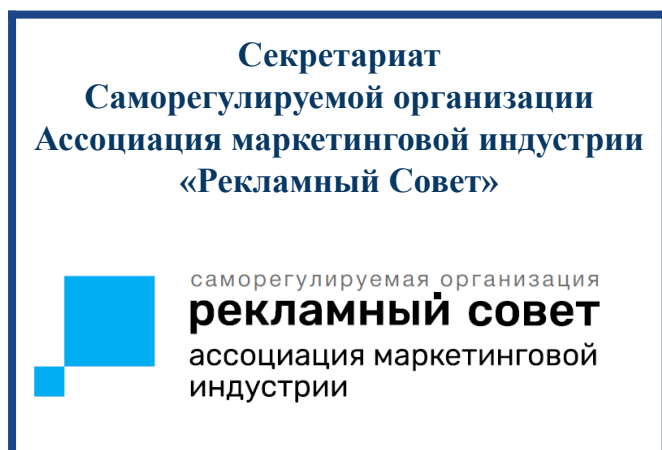 Секретариат
Саморегулируемой организации
Ассоциация маркетинговой индустрии
«Рекламный Совет»
саморегулируемая организация
рекламный совет
ассоциация маркетинговой
индустрии